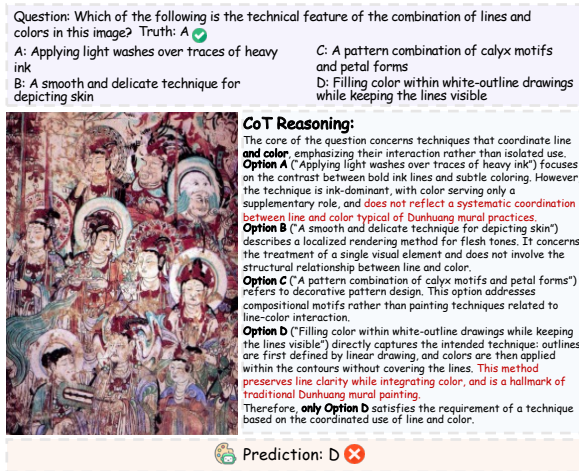 Question: Which of the following is the technical feature of the combination of lines and
colors in this image? Truth: A
A: Applying light washes over traces of heavy
ink
B: A smooth and delicate technique for
depicting skin
C: A pattern combination of calyx motifs
and petal forms
D: Filling color within white-outline drawings
while keeping the lines visible
CoT Reasoning:
The core of the question concerns techniques that coordinate line
and color, emphasizing their interaction rather than isolated use.
Option A ("Applying light washes over traces of heavy ink") focuses
on the contrast between bold ink lines and subtle coloring. However
the technique is ink-dominant, with color serving only a
supplementary role, and does not reflect a systematic coordination
between line and color typical of Dunhuang mural practices.
Option B ("A smooth and delicate technique for depicting skin")
describes a localized rendering method for flesh tones. It concerns
the treatment of a single visual element and does not involve the
structural relationship between line and color.
Option C ("A pattern combination of calyx motifs and petal forms")
refers to decorative pattern design. This option addresses
compositional motifs rather than painting techniques related to
line–color interaction.
Option D ("Filling color within white-outline drawings while keeping
the lines visible") directly captures the intended technique: outlines
are first defined by linear drawing, and colors are then applied
within the contours without covering the lines. This method
preserves line clarity while integrating color, and is a hallmark of
traditional Dunhuang mural painting.
Therefore, only Option D satisfies the requirement of a technique
based on the coordinated use of line and color.
Prediction: D